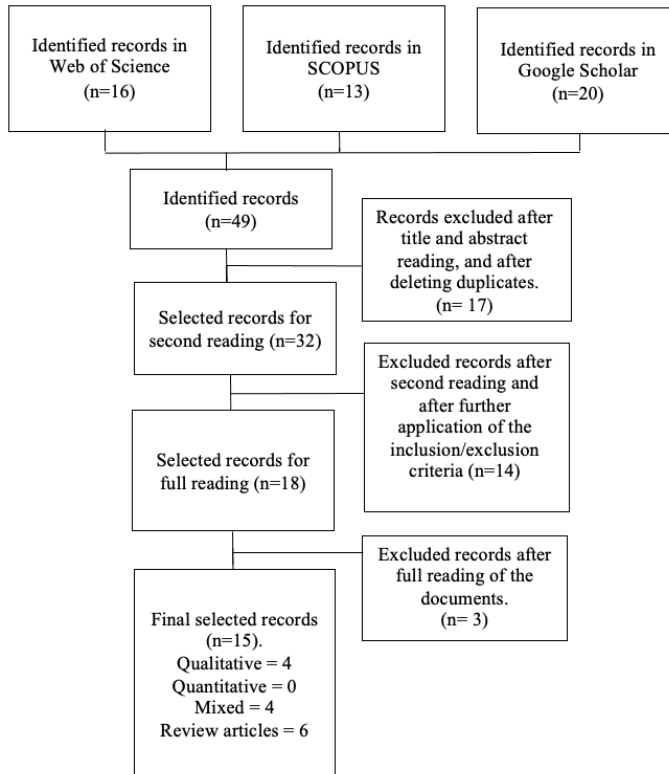 Identified records in
Web of Science
(n=16)
Identified records in
SCOPUS
(n=13)
Identified records in
Google Scholar
(n=20)
Identified records
(n=49)
Records excluded after
title and abstract
reading, and after
deleting duplicates.
(n= 17)
Selected records for
second reading (n=32)
Excluded records after
second reading and
after further
application of the
inclusion/exclusion
criteria (n=14)
Selected records for
full reading (n=18)
Excluded records after
full reading of the
documents.
(n= 3)
Final selected records
(n=15).
Qualitative = 4
Quantitative = 0
Mixed = 4
Review articles = 6